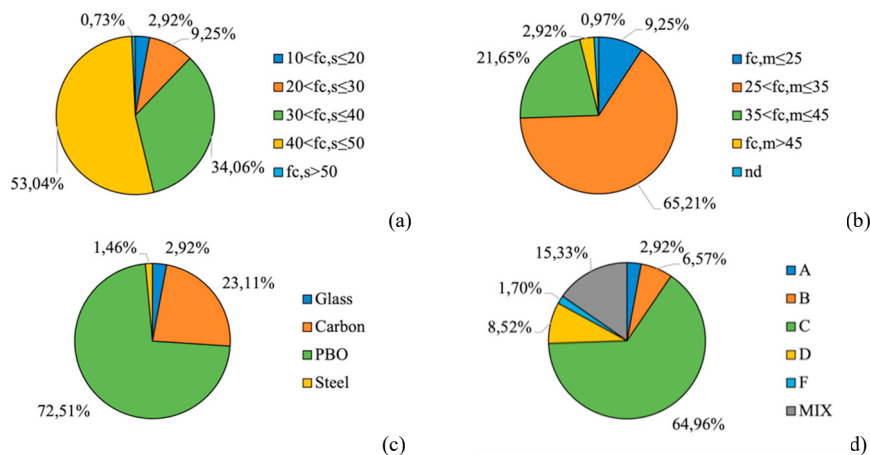 0,73%
2,92%
9,25%
34,06%
53,04%
10<fc,s≤20
20<fc,s≤30
30<fc,s≤40
40<fc,s≤50
fc,s>50
(a)
2,92%
0,97%
9,25%
21,65%
65,21%
fc,m≤25
25<fc,m≤35
35<fc,m≤45
fc,m>45
nd
(b)
1,46%
2,92%
23,11%
72,51%
Glass
Carbon
PBO
Steel
(c)
15,33%
2,92%
6,57%
1,70%
8,52%
64,96%
A
B
C
D
F
MIX
d)